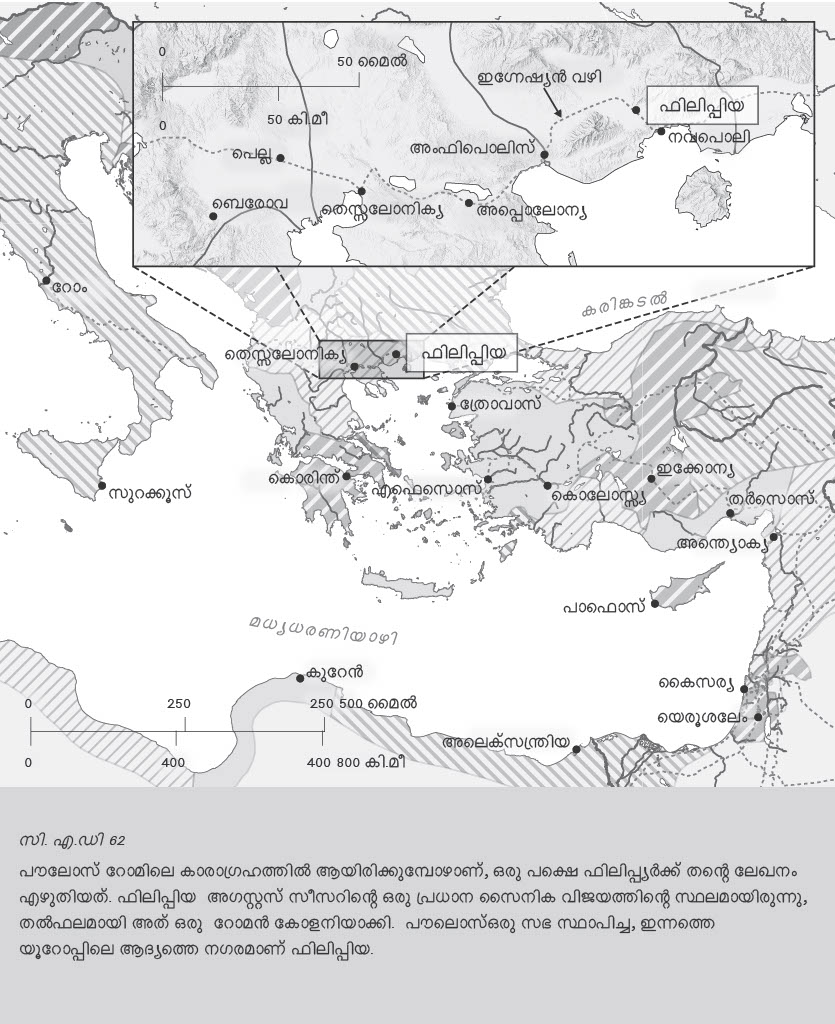 0
50 മൈൽ
0
50 കി.മീ
ഇഗ്നേഷ്യൻ വഴി
ഫിലിപ്പിയ
നവപൊലി
അംഫിപൊലിസ്
പെല്ല
ബെരോവ
തെസ്സലോനിക്യ
അപ്പൊലോന്യ
റോം
കരിങ്കടൽ
തെസ്സലോനിക്യ
ഫിലിപ്പിയ
ത്രോവാസ്
സുറക്കൂസ്
കൊരിന്ത്
എഫെസൊസ്
കൊലോസ്സ്യ
ഇക്കോന്യ
തർസൊസ്
അന്ത്യൊക്യ
പാഫൊസ്
മധ്യധരണിയാഴി
കുറേൻ
കൈസര്യ
യെരൂശലേം
അലെക്സന്ത്രിയ
0
250
250 500 മൈൽ
0
400
400 800 കി.മീ
സി. എ.ഡി 62
പൗലോസ് റോമിലെ കാരാഗ്രഹത്തിൽ ആയിരിക്കുമ്പോഴാണ്, ഒരു പക്ഷെ ഫിലിപ്പ്യർക്ക് തന്റെ ലേഖനം
എഴുതിയത്. ഫിലിപ്പിയ അഗസ്റ്റസ് സീസറിന്റെ ഒരു പ്രധാന സൈനിക വിജയത്തിന്റെ സ്ഥലമായിരുന്നു,
തൽഫലമായി അത് ഒരു റോമൻ കോളനിയാക്കി. പൗലൊസ്ഒരു സഭ സ്ഥാപിച്ച, ഇന്നത്തെ
യൂറോപ്പിലെ ആദ്യത്തെ നഗരമാണ് ഫിലിപ്പിയ.